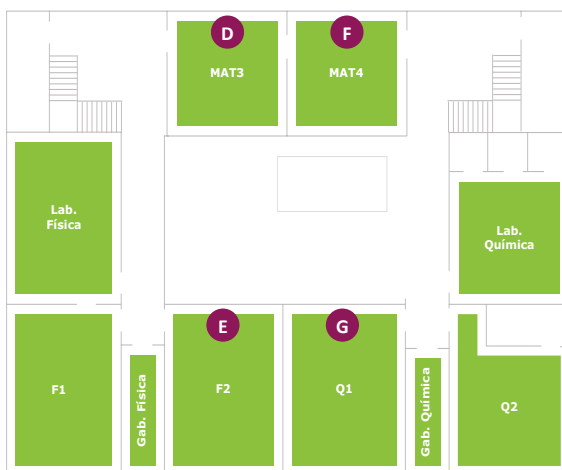 D
F
MAT3
MAT4
Lab.
Física
Lab.
Química
E
G
F1
Gab. Física
F2
Q1
Gab. Química
Q2